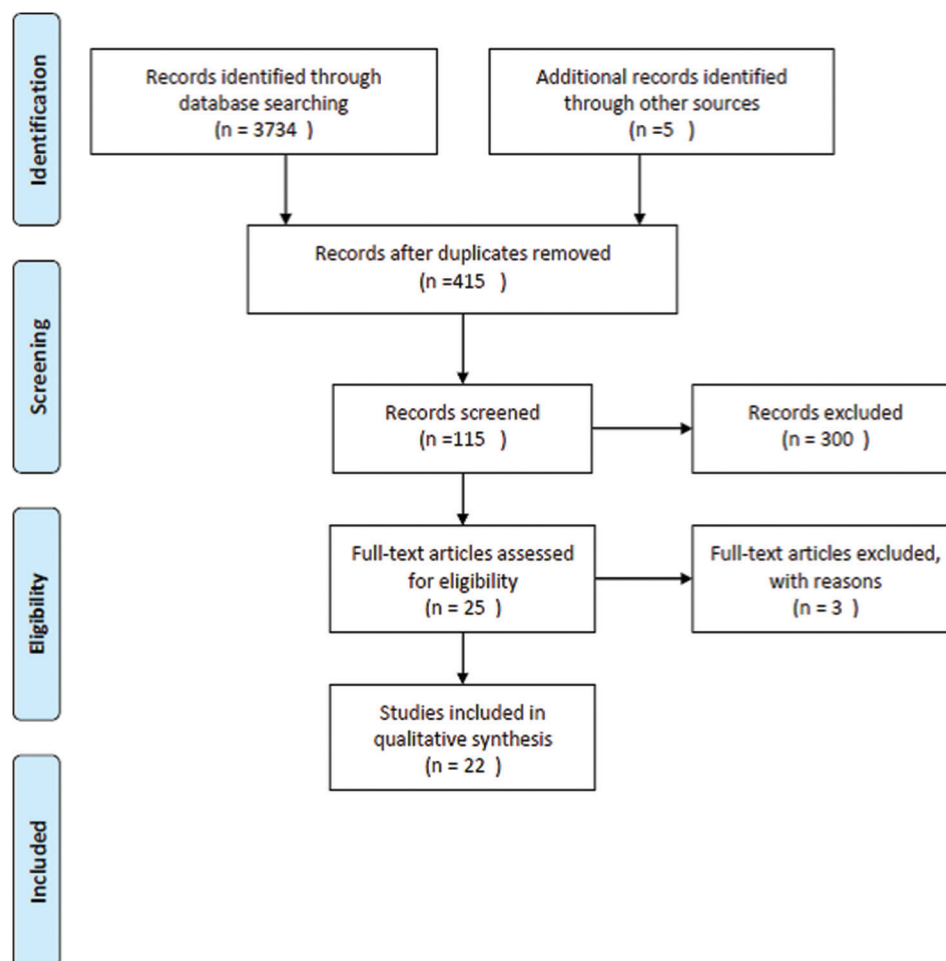 Identification
Records identified through
database searching
(n = 3734 )
Additional records identified
through other sources
(n =5 )
Records after duplicates removed
(n =415 )
Screening
Records screened
(n =115 )
Records excluded
(n = 300 )
Eligibility
Full-text articles assessed
for eligibility
(n = 25 )
Full-text articles excluded,
with reasons
(n = 3 )
Studies included in
qualitative synthesis
(n = 22 )
Included